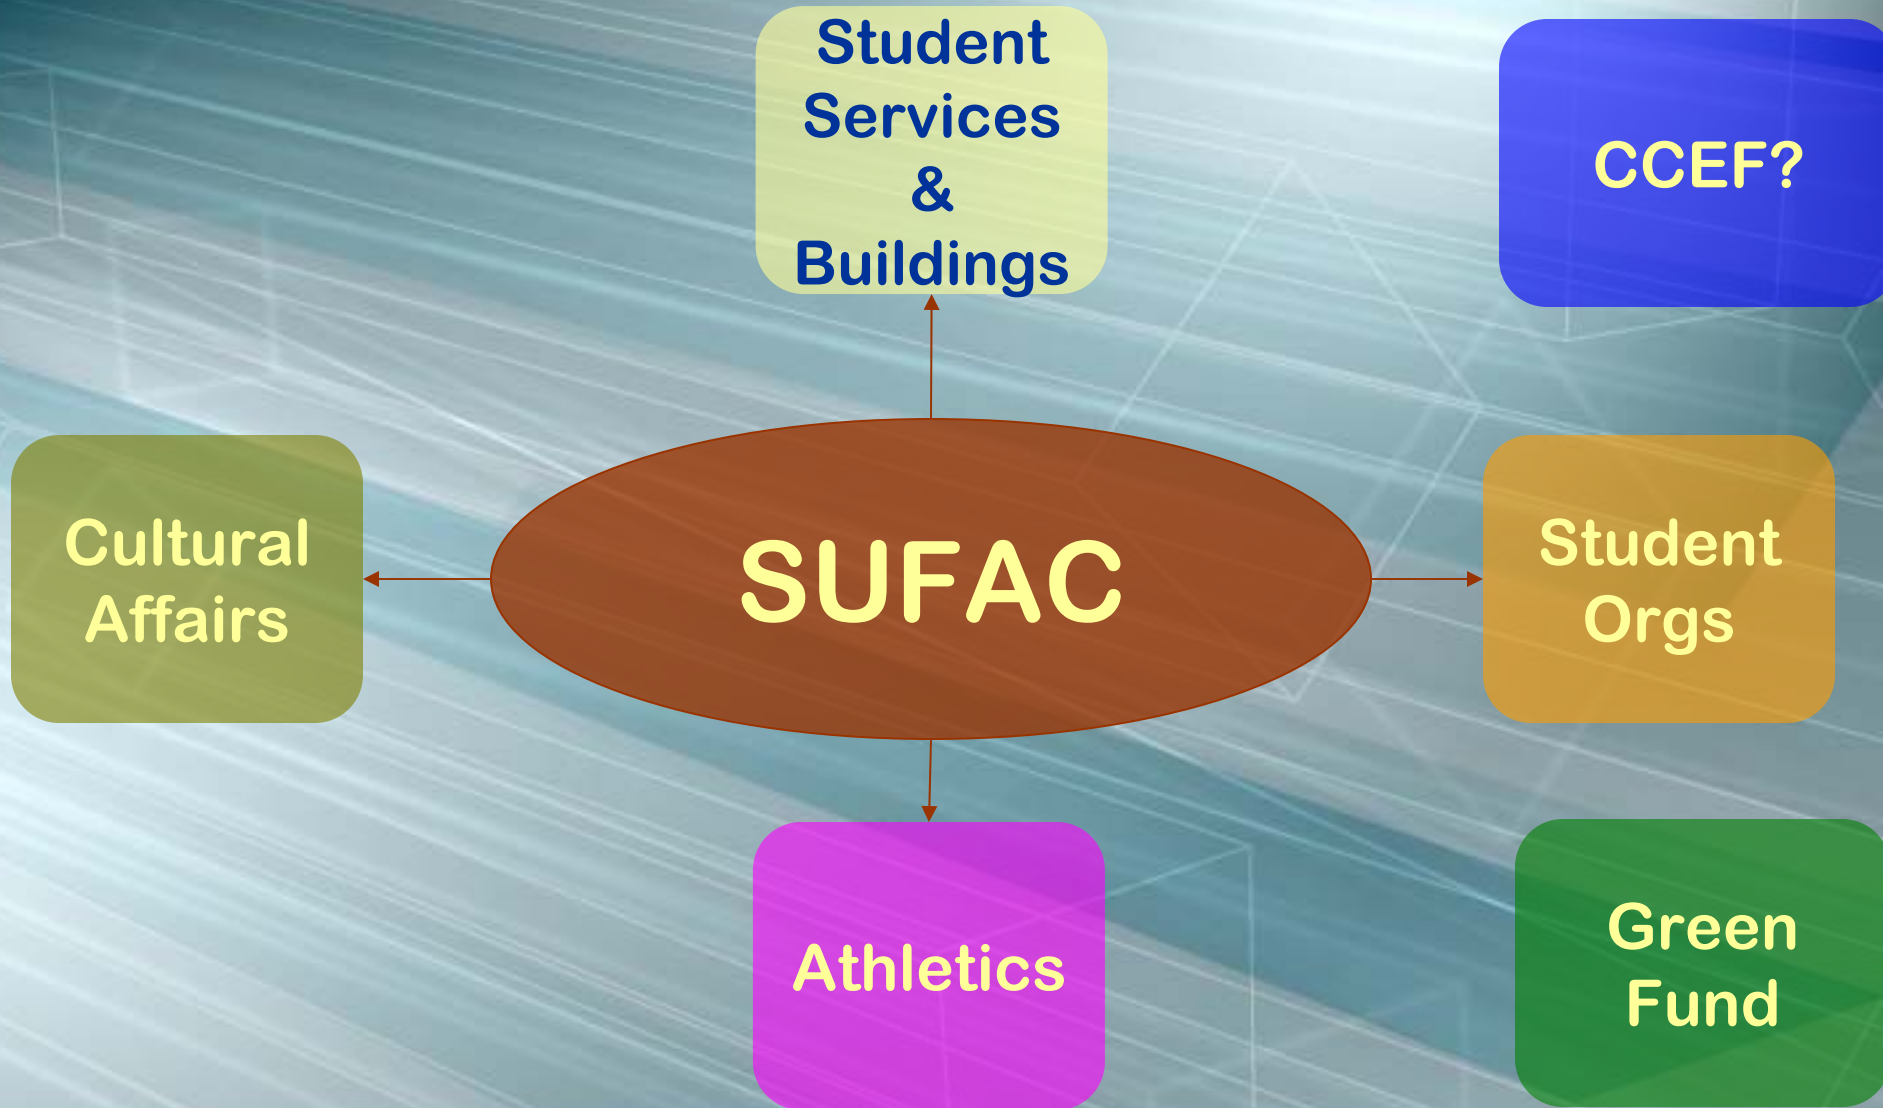 Student
Services
&
Buildings
CCEF?
Cultural
Affairs
SUFAC
Student
Orgs
Athletics
Green
Fund